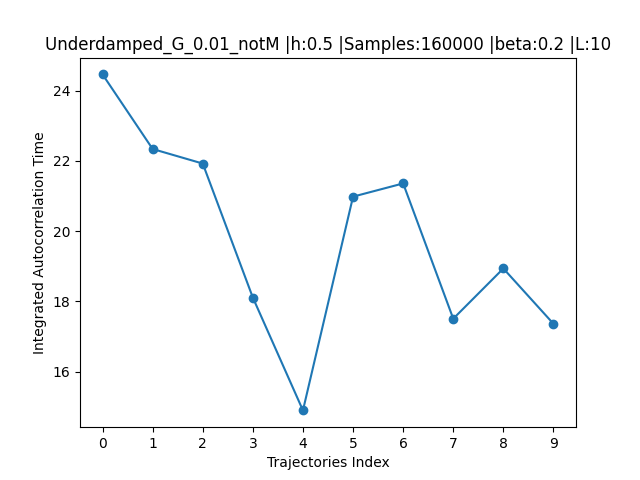 Underdamped_G_0.01_notM |h:0.5 |Samples:160000 |beta:0.2 |L:10
Integrated Autocorrelation Time
24
22
20
18
16
0 1 2 3 4 5 6 7 8 9
Trajectories Index